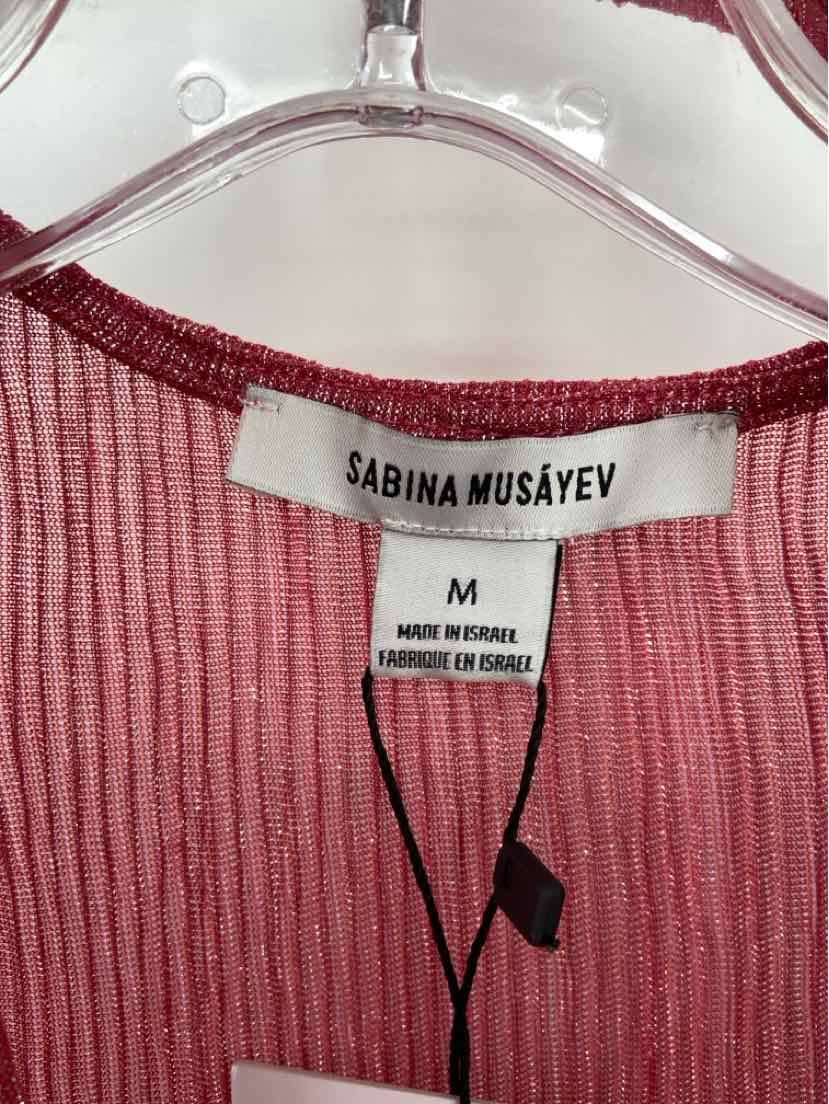 SABINA MUSÁYEV
M
MADE IN ISRAEL
FABRIQUE EN ISRAEL